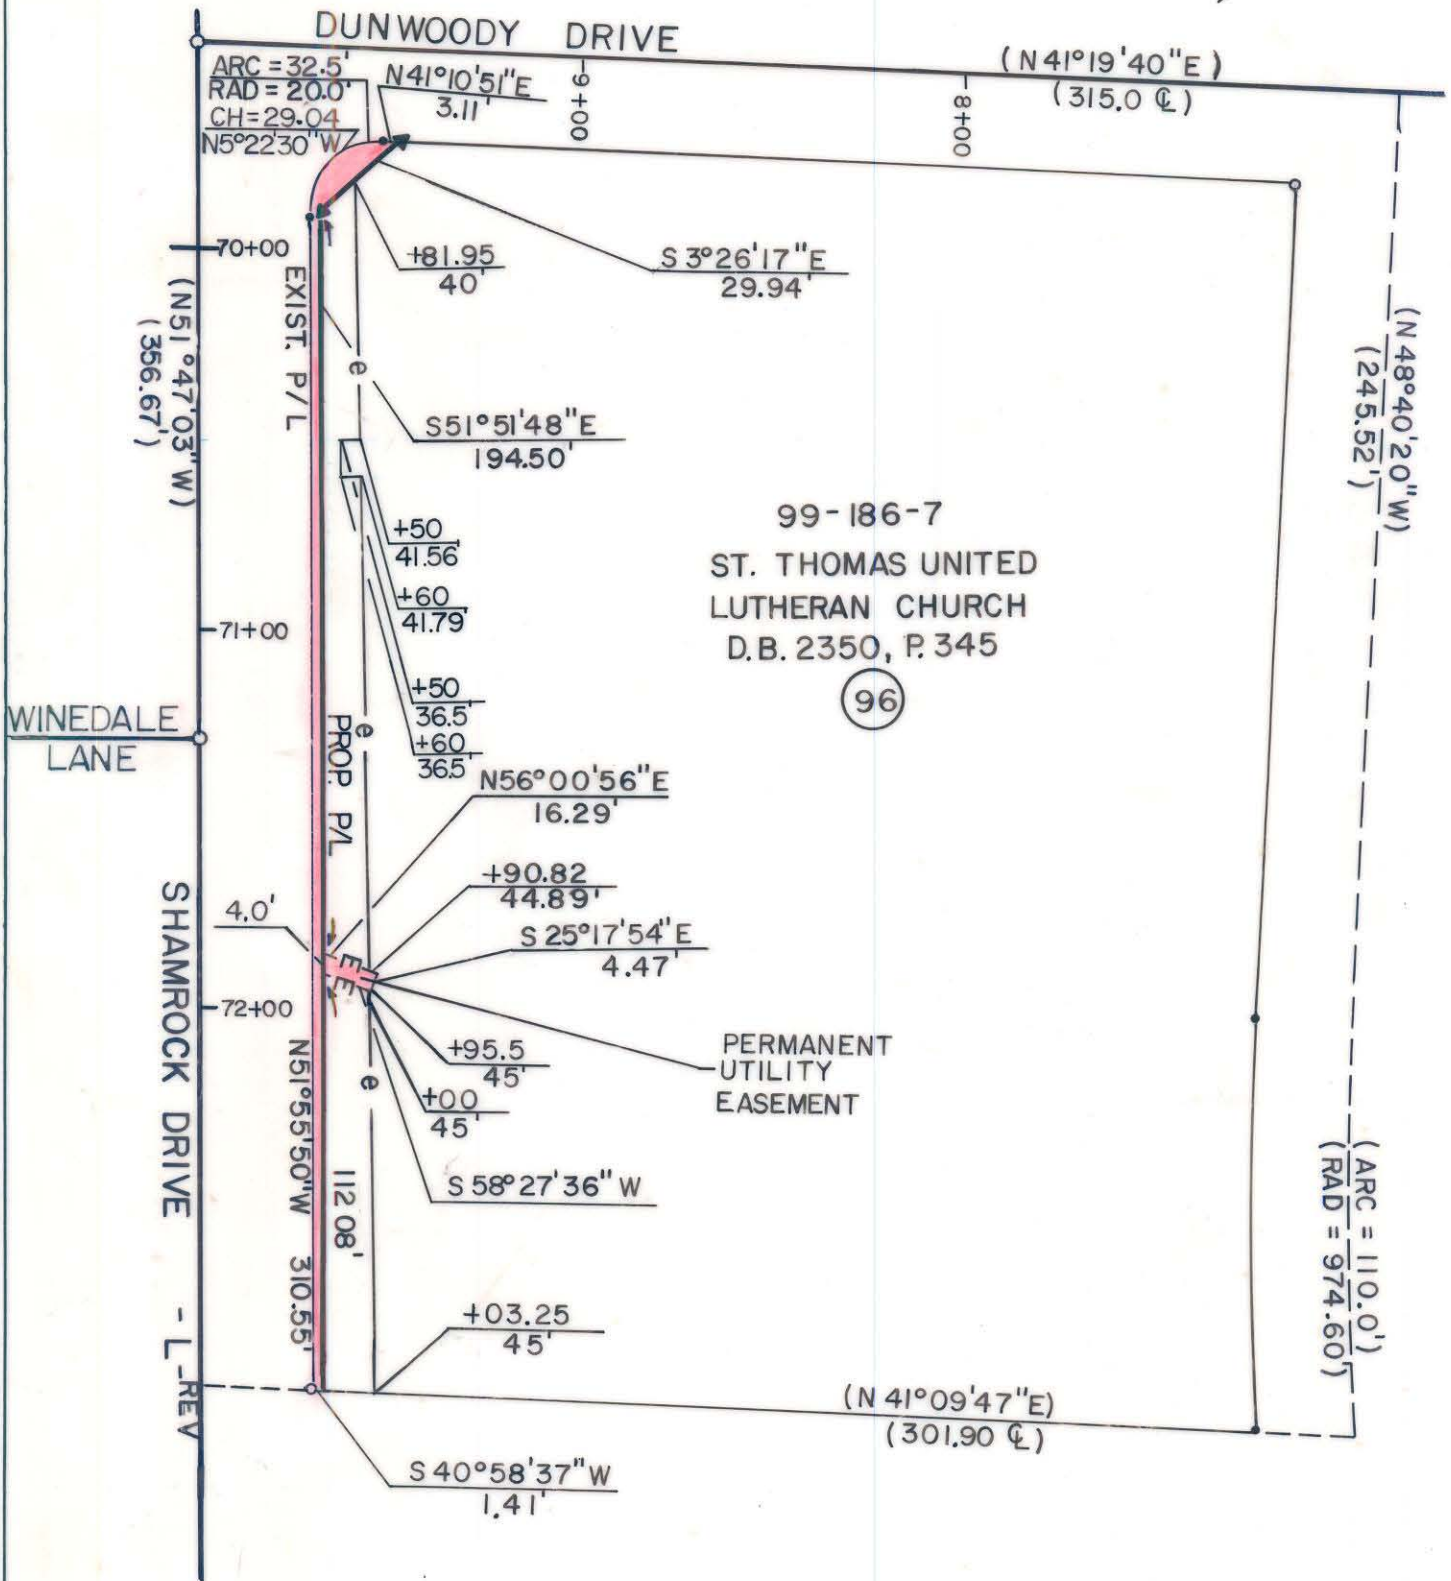 DUNWOODY DRIVE
(N41°19'40"E)
(315.0 ℄)
ARC = 32.5'
RAD = 20.0'
CH = 29.04
N5°22'30"W
N41°10'51"E
3.11'
9+00
8+00
70+00
+81.95
40'
S 3°26'17"E
29.94'
EXIST. P/L
(N51°47'03"W)
(356.67')
(N48°40'20"W)
(245.52')
e
S51°51'48"E
194.50'
+50
41.56'
+60
41.79'
+50
36.5'
+60
36.5'
99-186-7
ST. THOMAS UNITED
LUTHERAN CHURCH
D.B. 2350, P. 345
96
71+00
WINEDALE
LANE
PROP. P/L
e
N56°00'56"E
16.29'
+90.82
44.89'
4.0'
S 25°17'54"E
4.47'
E
E
72+00
SHAMROCK DRIVE - L - REV
N51°55'50"W 310.55'
112 08'
e
+95.5
45'
+00
45'
PERMANENT
UTILITY
EASEMENT
S 58°27'36" W
(ARC = 110.0')
(RAD = 974.60')
+03.25
45'
(N 41°09'47"E)
(301.90 ℄)
S 40°58'37"W
1.41'